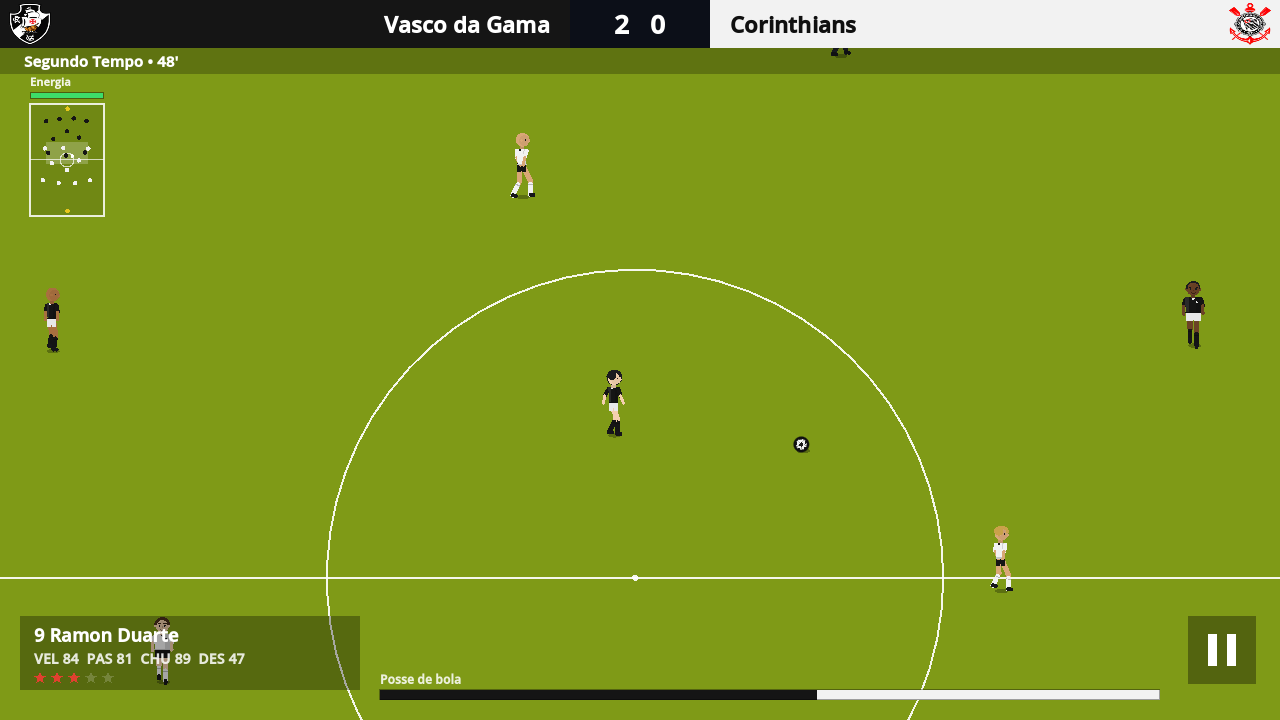 Vasco da Gama 2 0 Corinthians
Segundo Tempo • 48'
Energia
9 Ramon Duarte
VEL 84 PAS 81 CHU 89 DES 47
Posse de bola